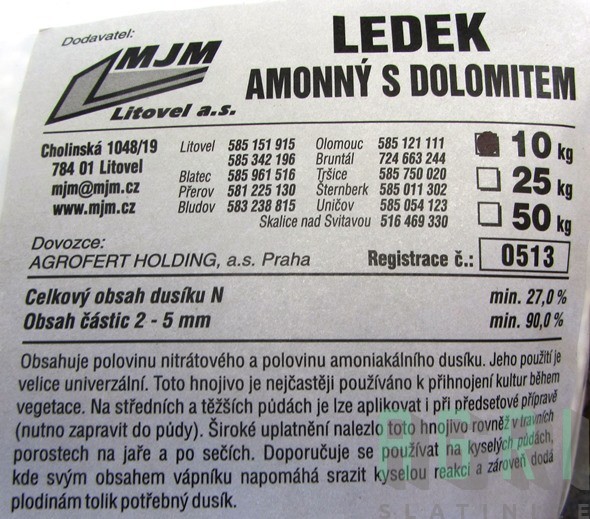 Dodavatel:
MJM
Litovel a.s.
LEDEK
AMONNÝ S DOLOMITEM
Cholinská 1048/19
784 01 Litovel
mjm@mjm.cz
www.mjm.cz
Litovel 585 151 915 Olomouc 585 121 111
585 342 196 Bruntál 724 663 244
Blatec 585 961 516 Tršice 585 750 020
Přerov 581 225 130 Šternberk 585 011 302
Bludov 583 238 815 Uničov 585 054 123
Skalice nad Svitavou 516 469 330
10 kg
25 kg
50 kg
Dovozce:
AGROFERT HOLDING, a.s. Praha Registrace č.: 0513
Celkový obsah dusíku N min. 27,0 %
Obsah částic 2 - 5 mm min. 90,0 %
Obsahuje polovinu nitrátového a polovinu amoniakálního dusíku. Jeho použití je
velice univerzální. Toto hnojivo je nejčastěji používáno k přihnojení kultur během
vegetace. Na středních a těžších půdách je lze aplikovat i při předseťové přípravě
(nutno zapravit do půdy). Široké uplatnění nalezlo toto hnojivo rovněž v travních
porostech na jaře a po sečích. Doporučuje se používat na kyselých půdách,
kde svým obsahem vápníku napomáhá srazit kyselou reakci a zároveň dodá
plodinám tolik potřebný dusík.
AGRI
SLATINICE